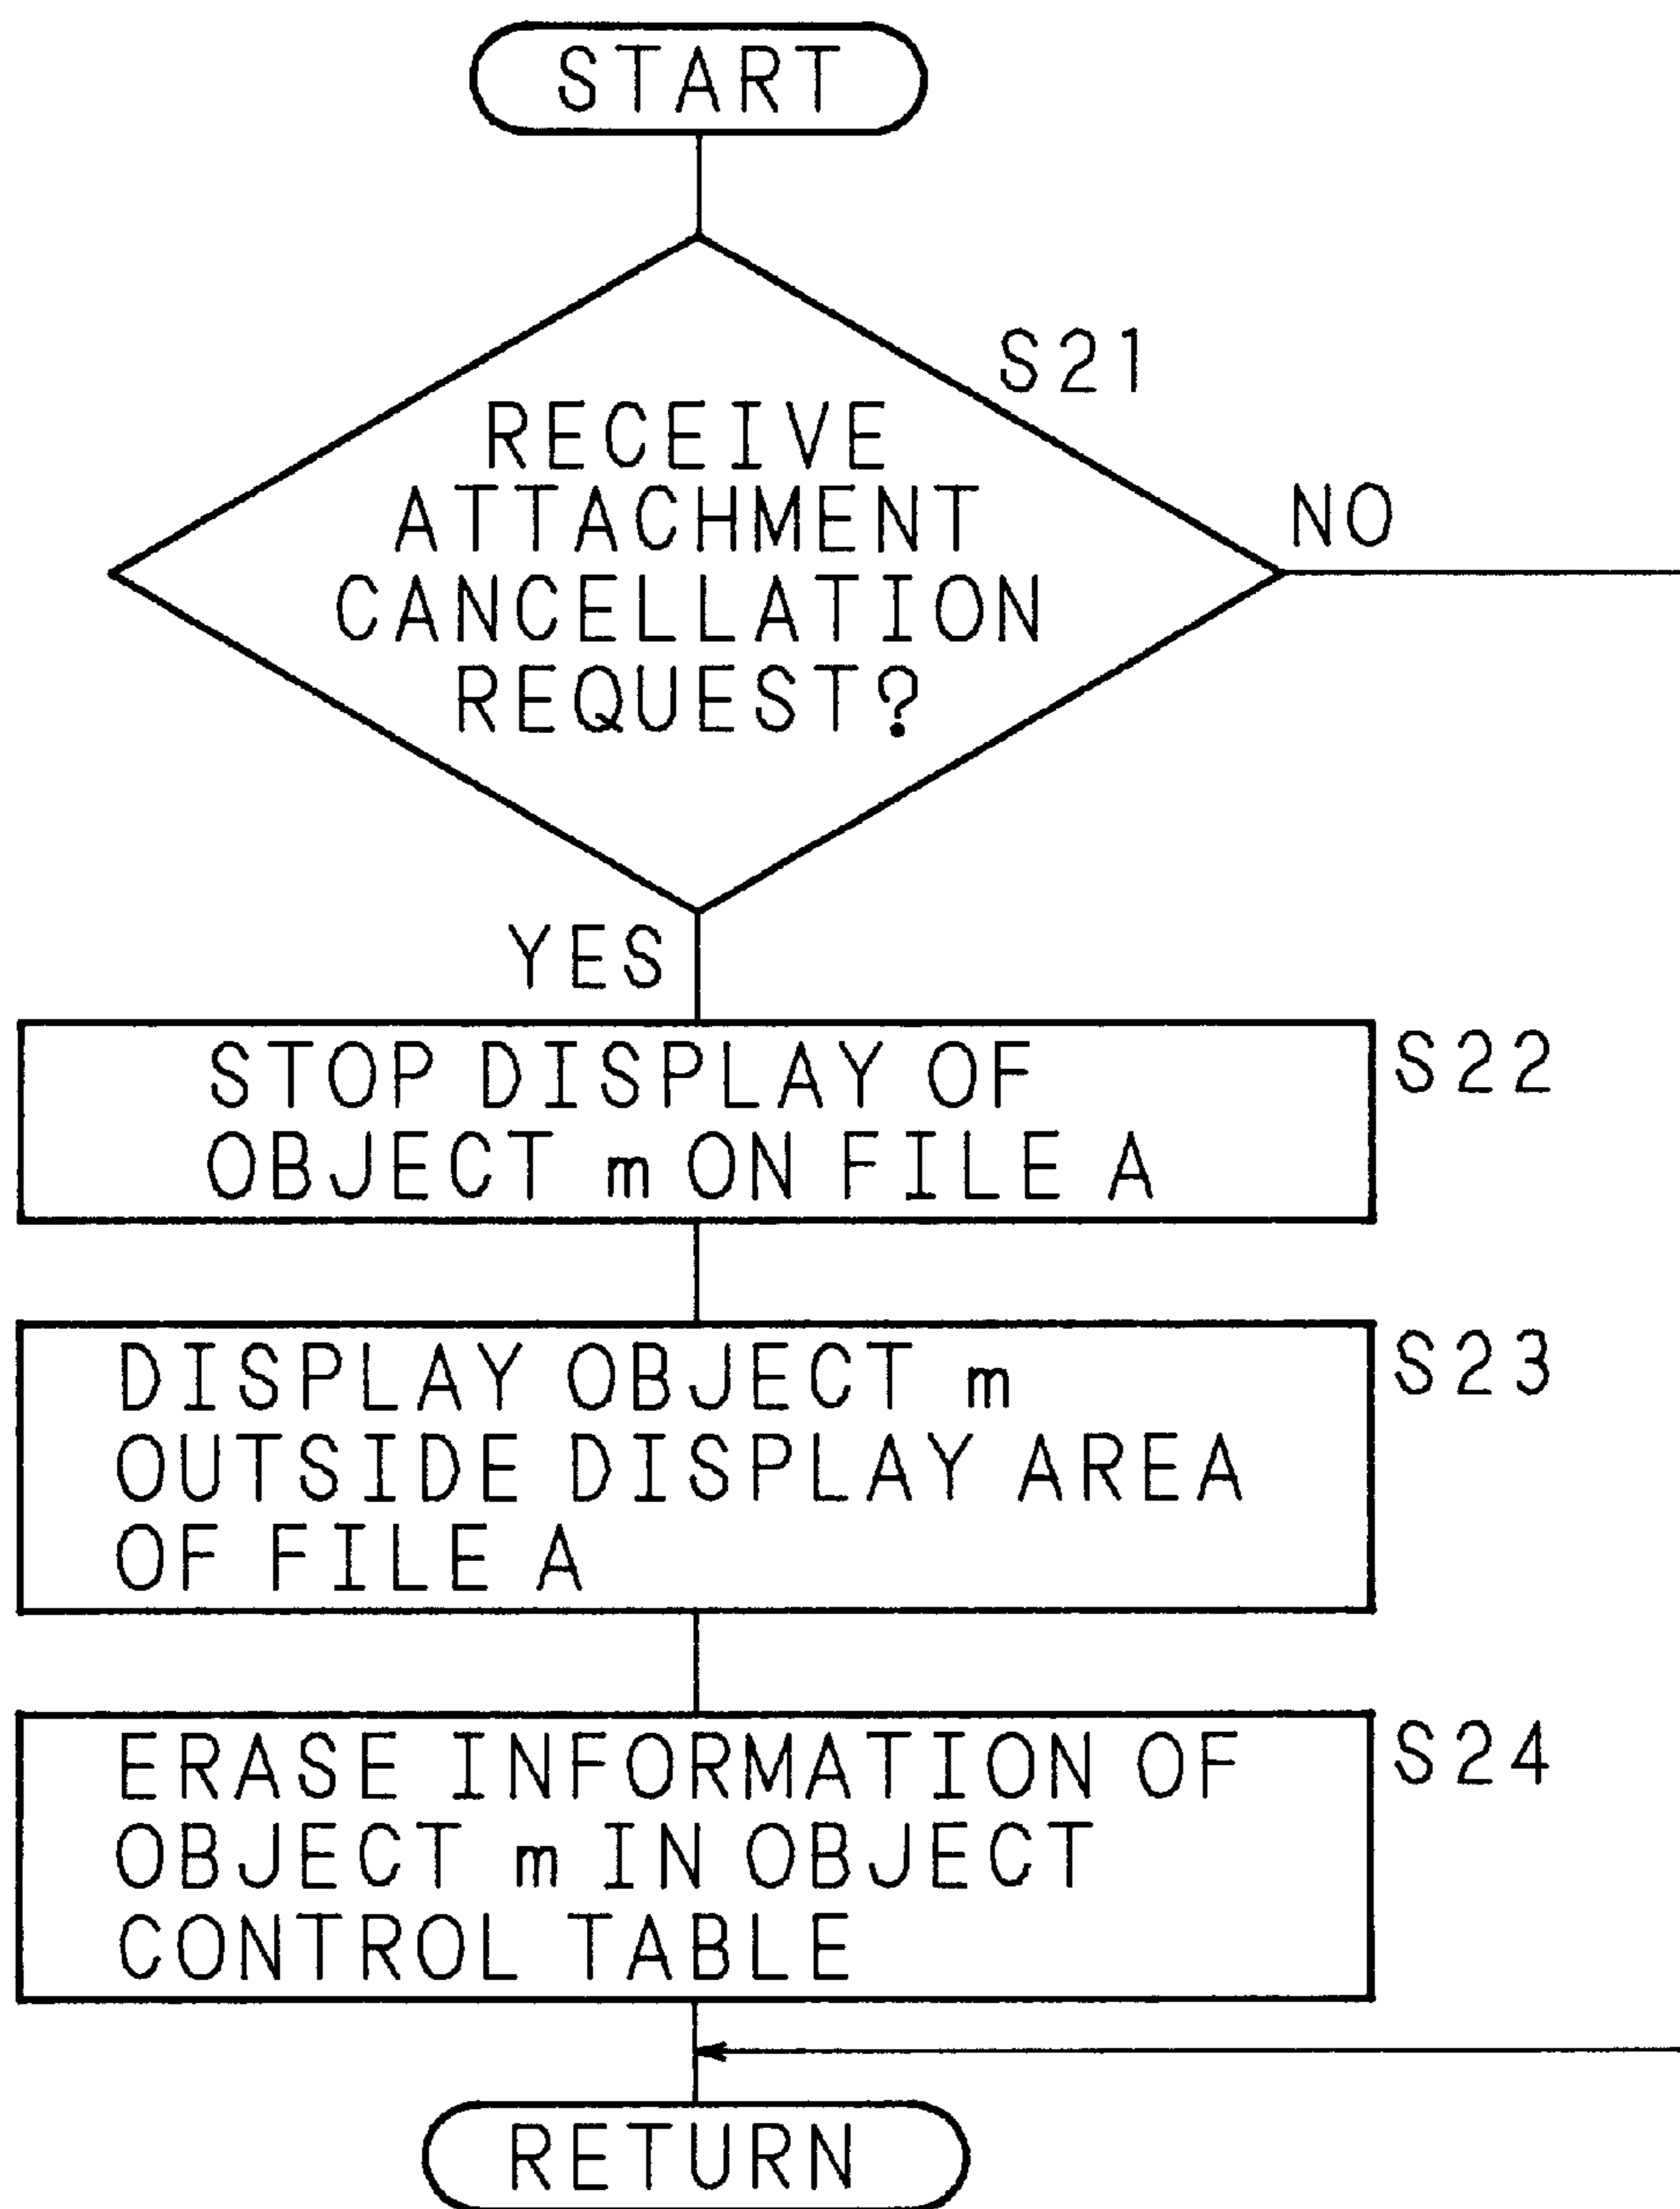 START
S21
RECEIVE
ATTACHMENT
CANCELLATION
REQUEST?
NO
YES
STOP DISPLAY OF
OBJECT m ON FILE A
S22
DISPLAY OBJECT m
OUTSIDE DISPLAY AREA
OF FILE A
S23
ERASE INFORMATION OF
OBJECT m IN OBJECT
CONTROL TABLE
S24
RETURN